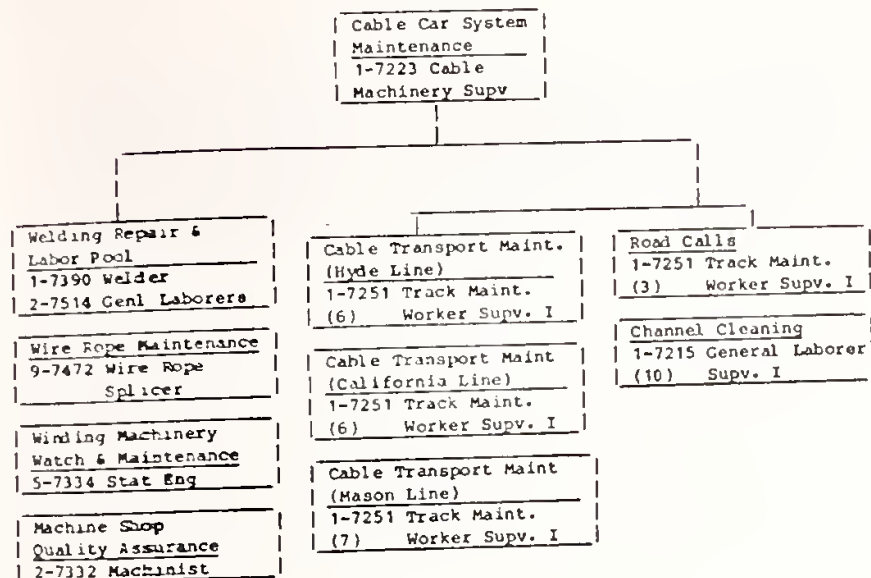 Cable Car System
Maintenance
1-7223 Cable
Machinery Supv
Welding Repair &
Labor Pool
1-7390 Welder
2-7514 Genl Laborers
Wire Rope Maintenance
9-7472 Wire Rope
Splicer
Winding Machinery
Watch & Maintenance
5-7334 Stat Eng
Machine Shop
Quality Assurance
2-7332 Machinist
Cable Transport Maint.
(Hyde Line)
1-7251 Track Maint.
(6) Worker Supv. I
Cable Transport Maint
(California Line)
1-7251 Track Maint.
(6) Worker Supv. I
Cable Transport Maint
(Mason Line)
1-7251 Track Maint.
(7) Worker Supv. I
Road Calls
1-7251 Track Maint.
(3) Worker Supv. I
Channel Cleaning
1-7215 General Laborer
(10) Supv. I